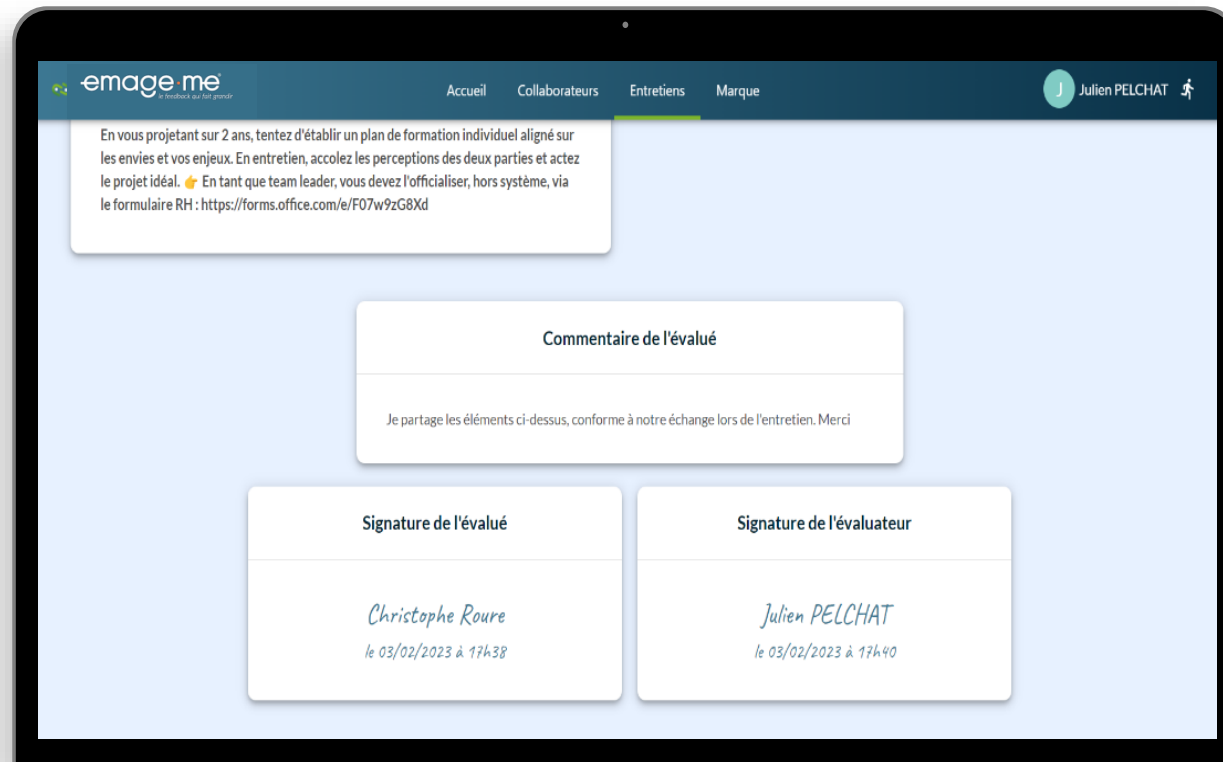 emage·me®
le feedback qui fait grandir
Accueil Collaborateurs Entretiens Marque
J Julien PELCHAT
En vous projetant sur 2 ans, tentez d'établir un plan de formation individuel aligné sur
les envies et vos enjeux. En entretien, accolez les perceptions des deux parties et actez
le projet idéal. 👉 En tant que team leader, vous devez l'officialiser, hors système, via
le formulaire RH : https://forms.office.com/e/F07w9zG8Xd
Commentaire de l'évalué
Je partage les éléments ci-dessus, conforme à notre échange lors de l'entretien. Merci
Signature de l'évalué
Christophe Roure
le 03/02/2023 à 17h38
Signature de l'évaluateur
Julien PELCHAT
le 03/02/2023 à 17h40